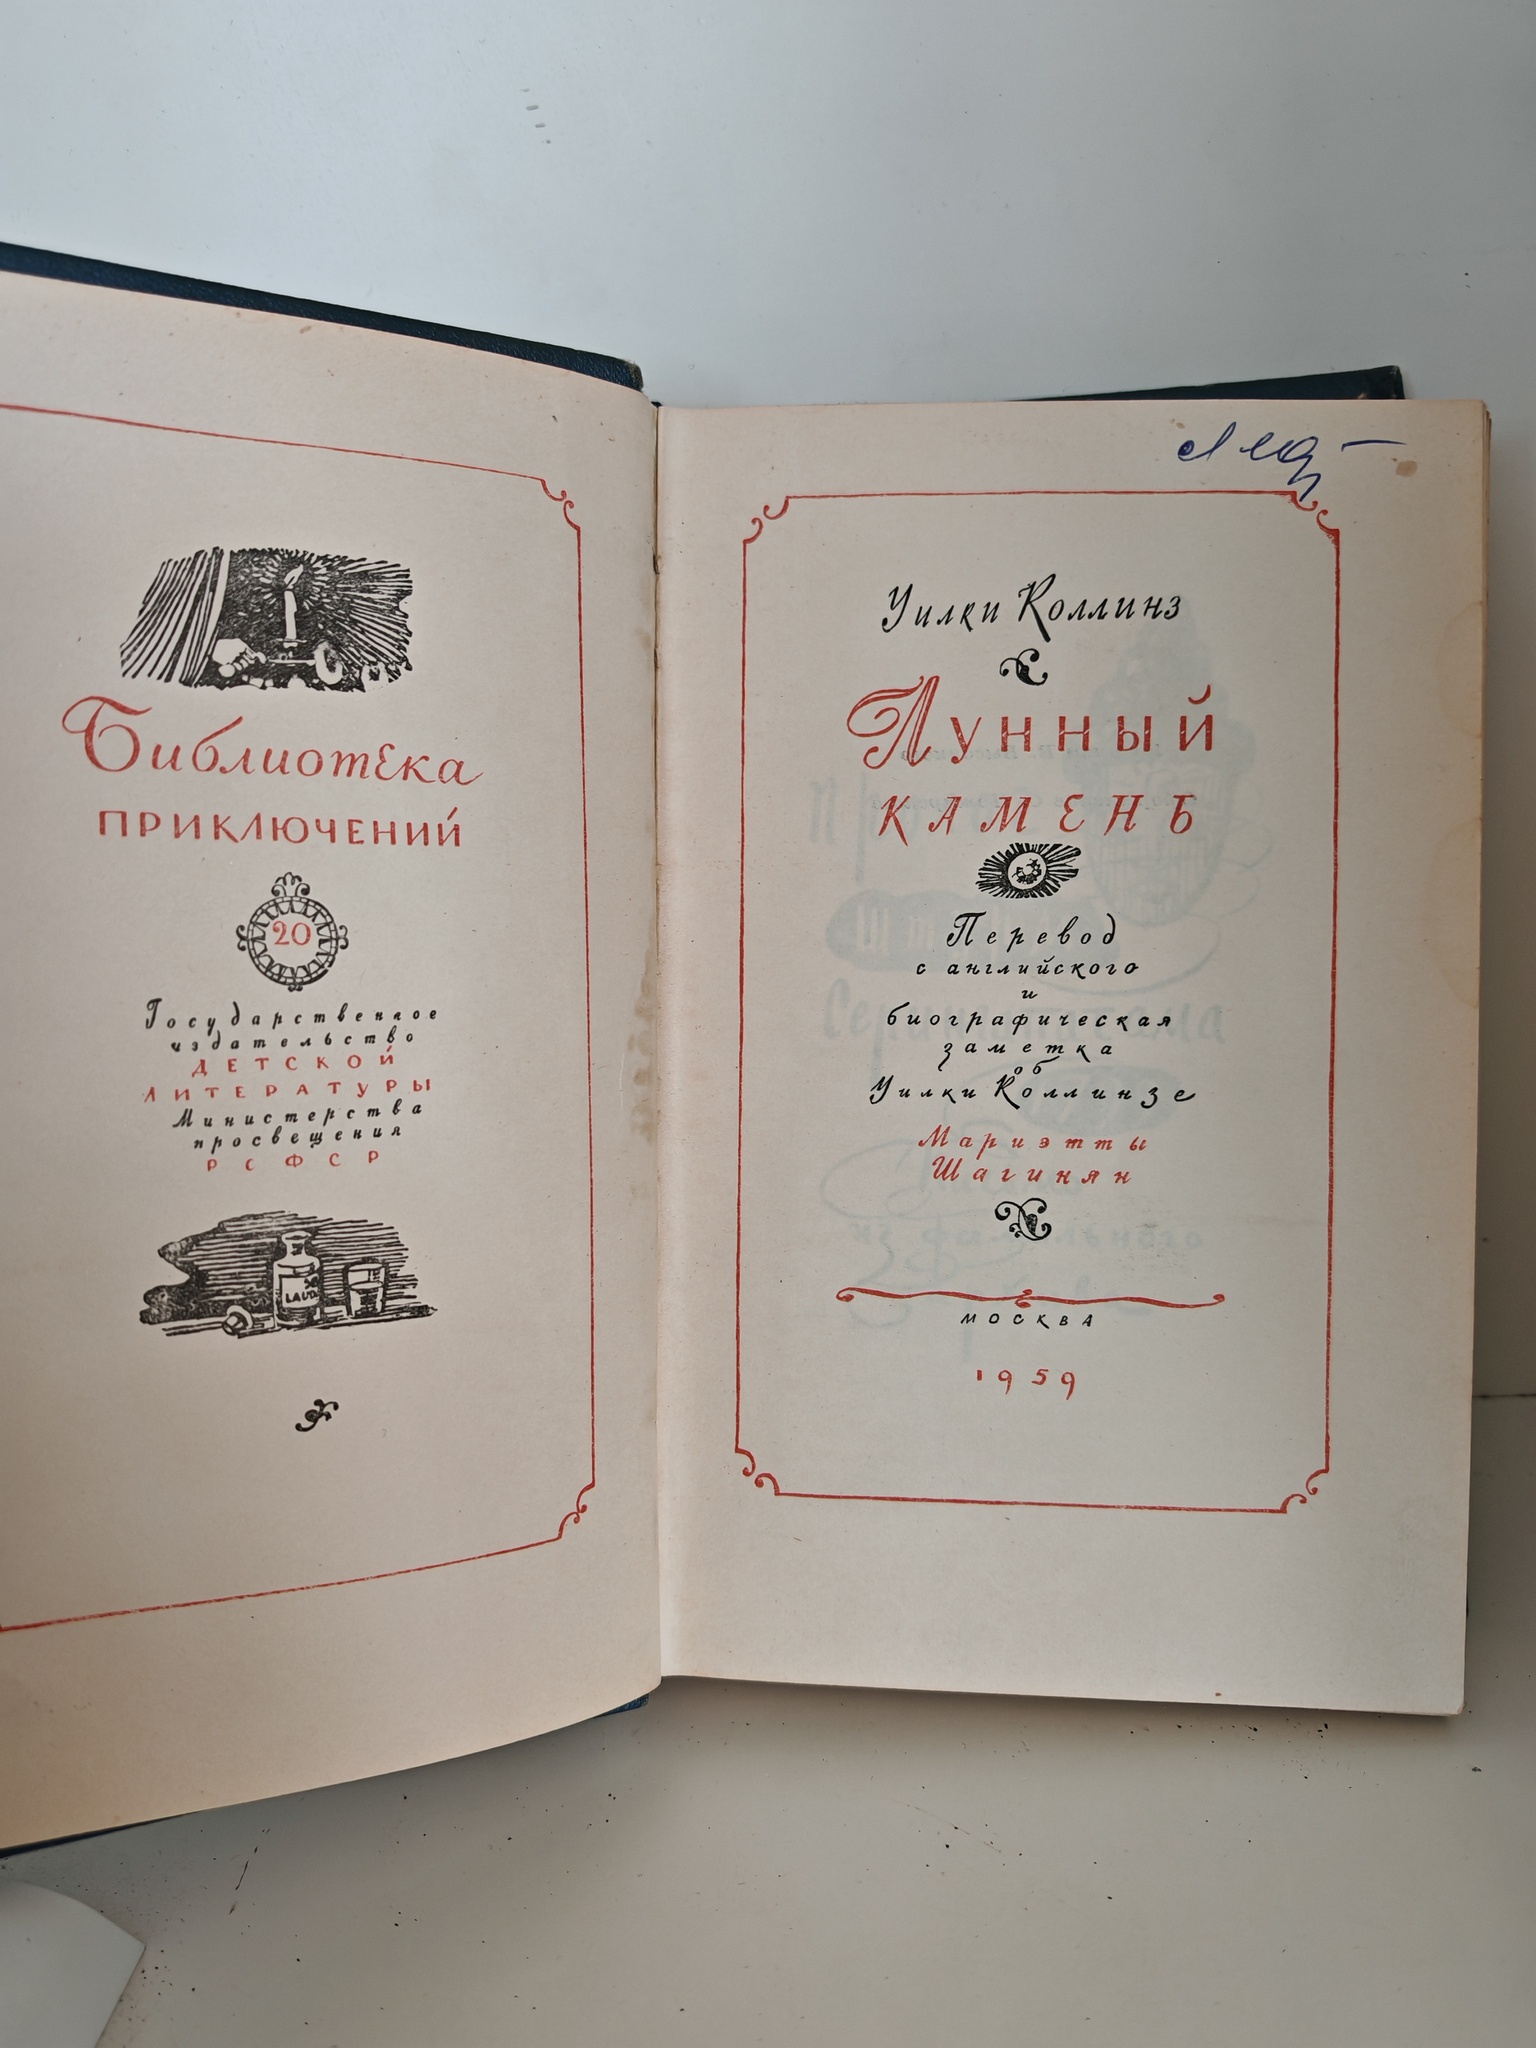 Библиотека
ПРИКЛЮЧЕНИЙ
20
Государственное
издательство
ДЕТСКОЙ
ЛИТЕРАТУРЫ
Министерства
просвещения
РСФСР
LAUD
Уилки Коллинз
Лунный
КАМЕНЬ
Перевод
с английского
и
биографическая
заметка
об
Уилки Коллинзе
Мариэтты
Шагинян
МОСКВА
1959